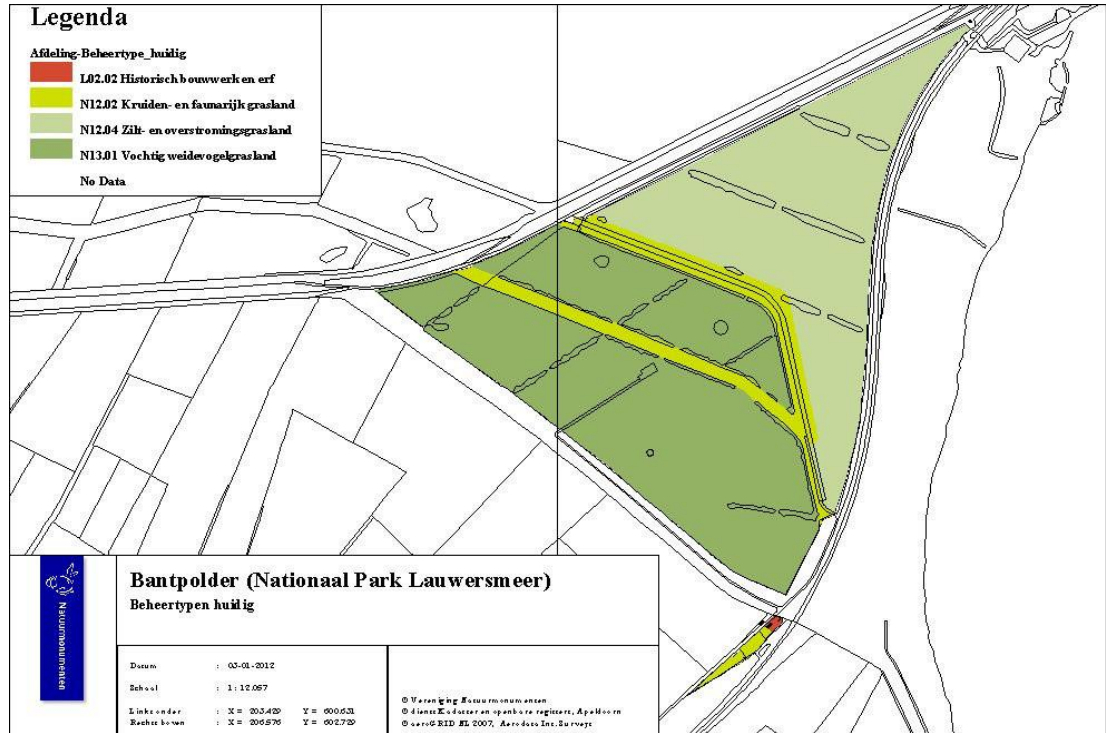 Legenda
Afdeling-Beheertype_huidig
L02.02 Historisch bouwwerk en erf
N12.02 Kruiden- en faunarijk grasland
N12.04 Zilt- en overstromingsgrasland
N13.01 Vochtig weidevogelgrasland
No Data
Natuurmonumenten
Bantpolder (Nationaal Park Lauwersmeer)
Beheertypen huidig
Datum : 03-01-2012
Schaal : 1: 12.097
Links onder : X = 203.429 Y = 600.631
Rechts boven : X = 206.976 Y = 602.729
© Vereniging Natuurmonumenten
© dienst Kadaster en openbare registers, Apeldoorn
© aeroGRID NL 2007, Aerodata Int. Surveys